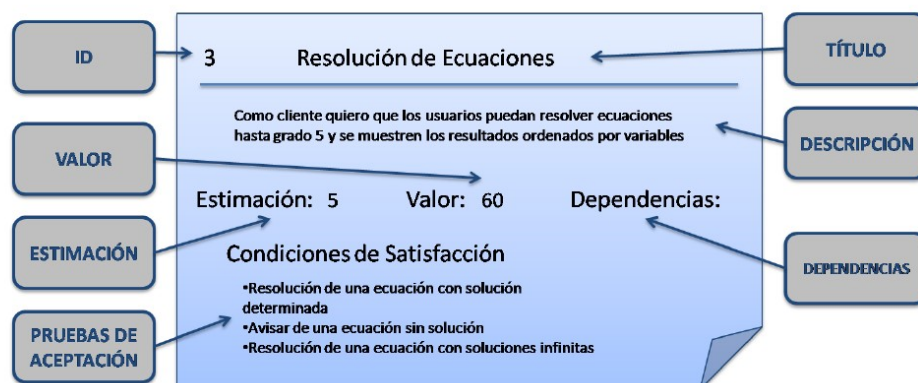 ID
3 Resolución de Ecuaciones
TÍTULO
Como cliente quiero que los usuarios puedan resolver ecuaciones
hasta grado 5 y se muestren los resultados ordenados por variables
DESCRIPCIÓN
VALOR
Estimación: 5 Valor: 60 Dependencias:
ESTIMACIÓN
DEPENDENCIAS
Condiciones de Satisfacción
•Resolución de una ecuación con solución
determinada
•Avisar de una ecuación sin solución
•Resolución de una ecuación con soluciones infinitas
PRUEBAS DE
ACEPTACIÓN